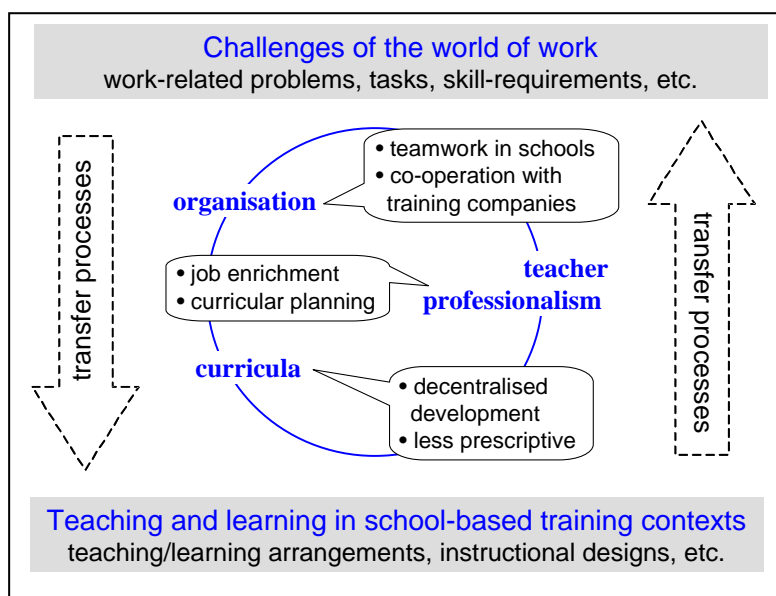 Challenges of the world of work
work-related problems, tasks, skill-requirements, etc.
transfer processes
• teamwork in schools
• co-operation with
training companies
organisation
transfer processes
• job enrichment
• curricular planning
teacher
professionalism
curricula
• decentralised
development
• less prescriptive
Teaching and learning in school-based training contexts
teaching/learning arrangements, instructional designs, etc.